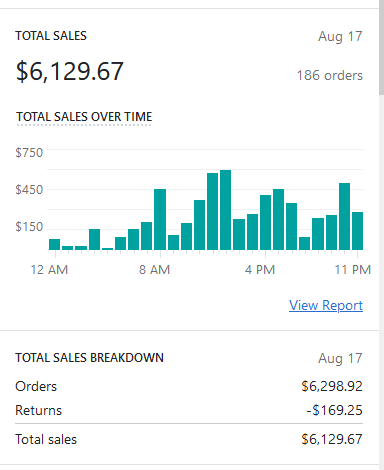 TOTAL SALES Aug 17
$6,129.67 186 orders
TOTAL SALES OVER TIME
$750
$450
$150
12 AM 8 AM 4 PM 11 PM
View Report
TOTAL SALES BREAKDOWN Aug 17
Orders $6,298.92
Returns -$169.25
Total sales $6,129.67